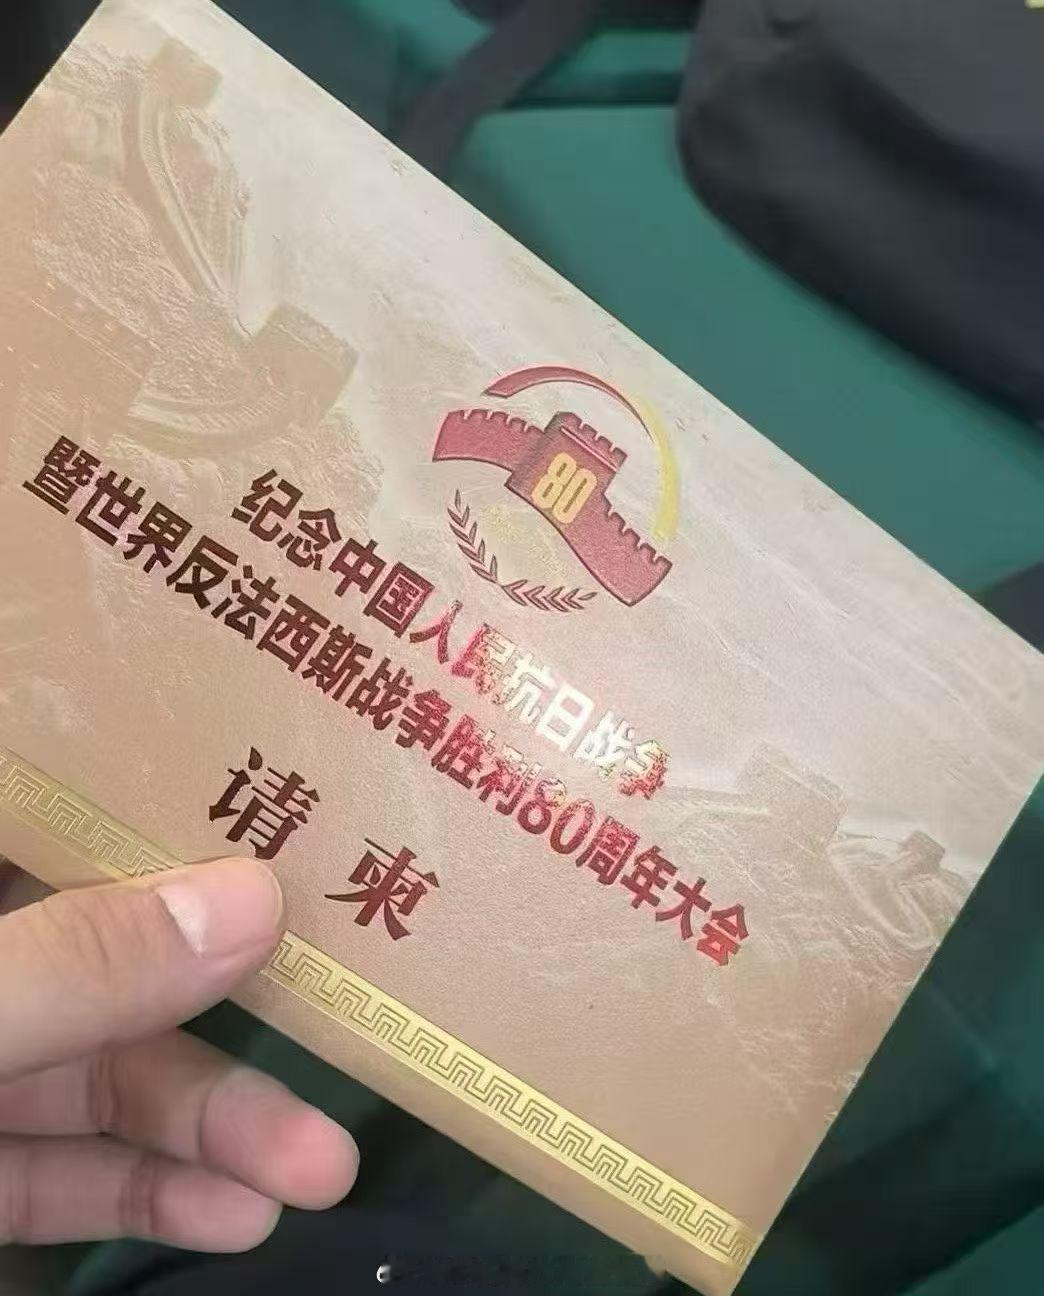 80
纪念中国人民抗日战争
暨世界反法西斯战争胜利80周年大会
请柬